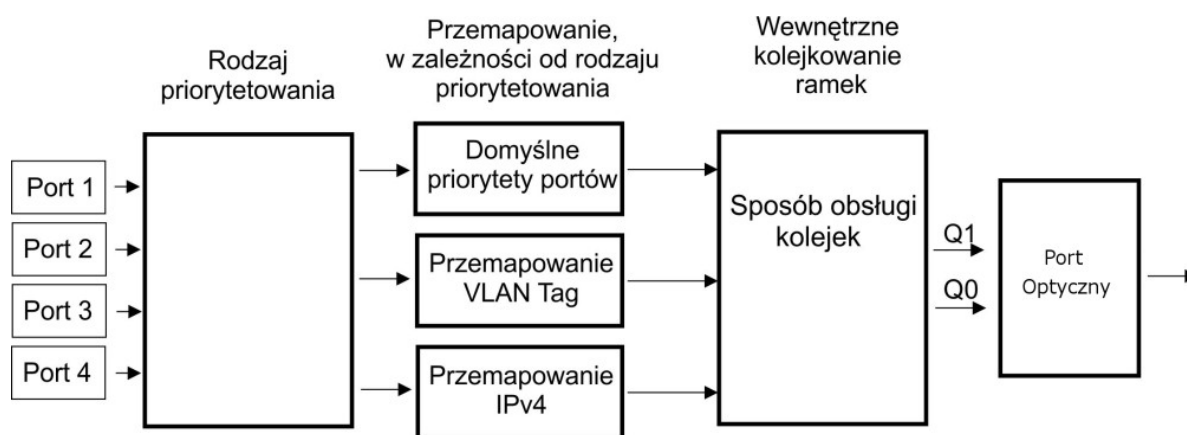 Rodzaj
priorytetowania
Przemapowanie,
w zależności od rodzaju
priorytetowania
Wewnętrzne
kolejkowanie
ramek
Port 1
Port 2
Port 3
Port 4
Domyślne
priorytety portów
Przemapowanie
VLAN Tag
Przemapowanie
IPv4
Sposób obsługi
kolejek
Q1
Q0
Port
Optyczny